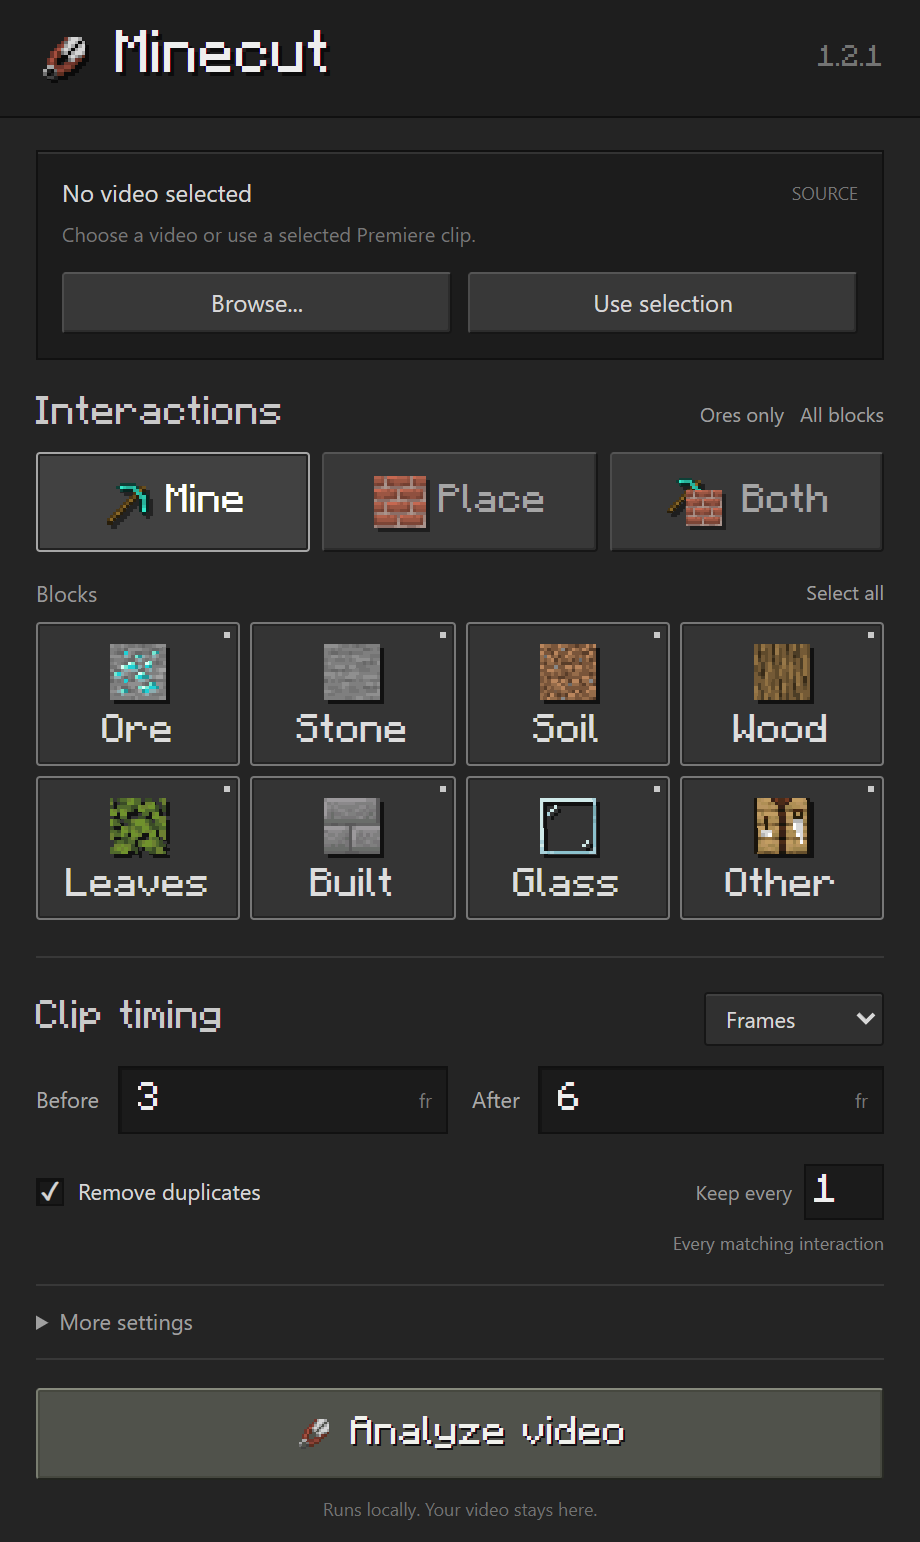 Minecut
1.2.1
No video selected
SOURCE
Choose a video or use a selected Premiere clip.
Browse...
Use selection
Interactions
Ores only
All blocks
Mine
Place
Both
Blocks
Select all
Ore
Stone
Soil
Wood
Leaves
Built
Glass
Other
Clip timing
Frames
Before
3
fr
After
6
fr
Remove duplicates
Keep every
1
Every matching interaction
More settings
Analyze video
Runs locally. Your video stays here.